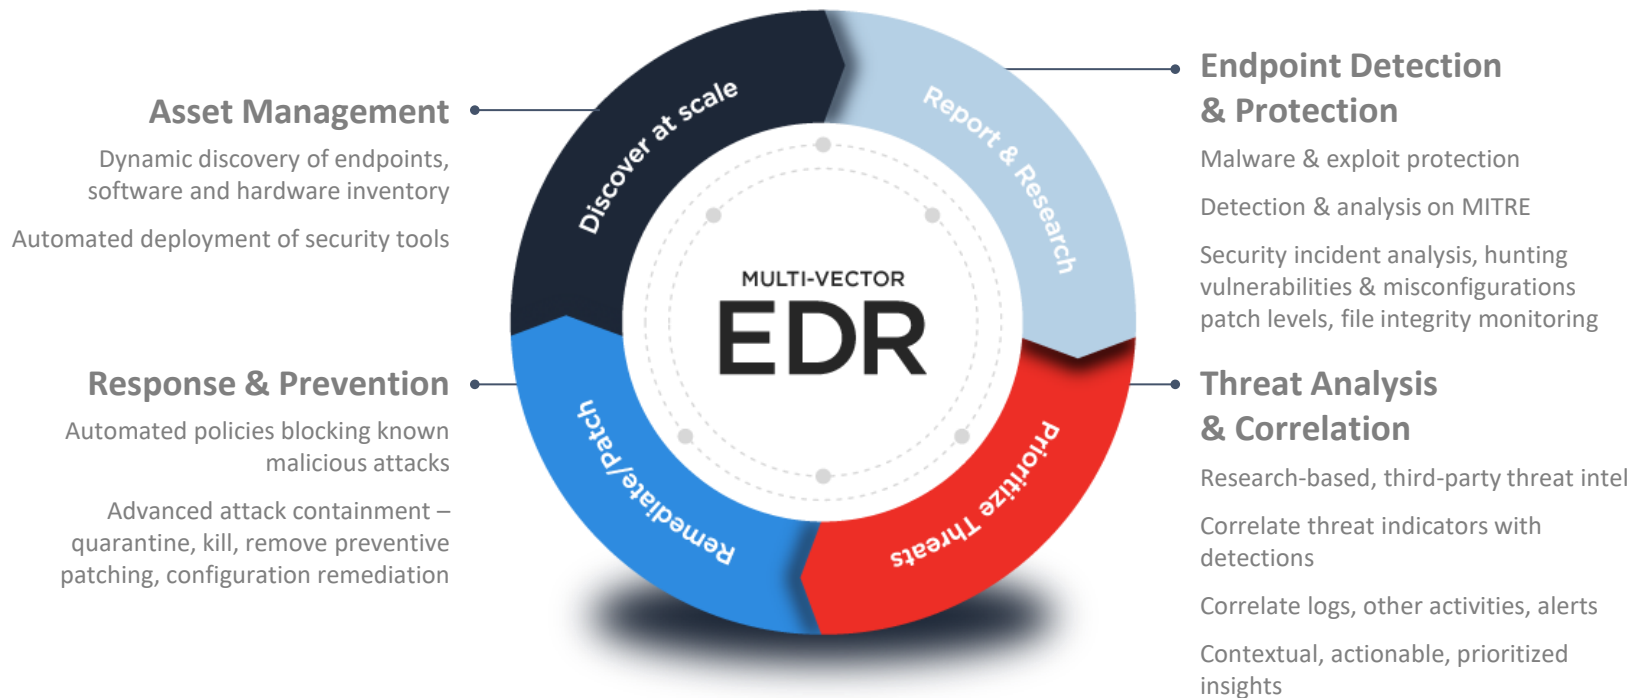 Asset Management
Dynamic discovery of endpoints,
software and hardware inventory
Automated deployment of security tools
Response & Prevention
Automated policies blocking known
malicious attacks
Advanced attack containment –
quarantine, kill, remove preventive
patching, configuration remediation
Discover at scale
Report & Research
Prioritize Threats
Remediate/Patch
MULTI-VECTOR
EDR
Endpoint Detection
& Protection
Malware & exploit protection
Detection & analysis on MITRE
Security incident analysis, hunting
vulnerabilities & misconfigurations
patch levels, file integrity monitoring
Threat Analysis
& Correlation
Research-based, third-party threat intel
Correlate threat indicators with
detections
Correlate logs, other activities, alerts
Contextual, actionable, prioritized
insights